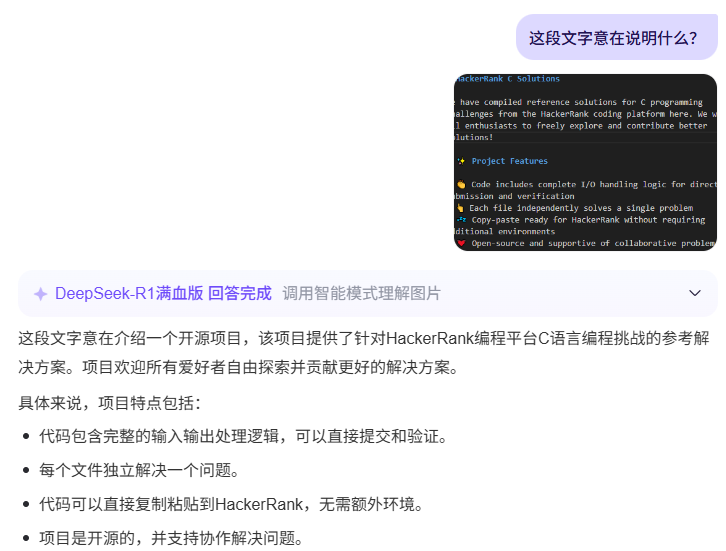 这段文字意在说明什么？
HackerRank C Solutions
have compiled reference solutions for C programming
allenges from the HackerRank coding platform here. We w
l enthusiasts to freely explore and contribute better
lutions!
✨ Project Features
👏 Code includes complete I/O handling logic for direct
bmission and verification
👆 Each file independently solves a single problem
💤 Copy-paste ready for HackerRank without requiring
ditional environments
❤️ Open-source and supportive of collaborative problem
DeepSeek-R1满血版 回答完成 调用智能模式理解图片
这段文字意在介绍一个开源项目，该项目提供了针对HackerRank编程平台C语言编程挑战的参考解
决方案。项目欢迎所有爱好者自由探索并贡献更好的解决方案。
具体来说，项目特点包括：
• 代码包含完整的输入输出处理逻辑，可以直接提交和验证。
• 每个文件独立解决一个问题。
• 代码可以直接复制粘贴到HackerRank，无需额外环境。
• 项目是开源的，并支持协作解决问题。